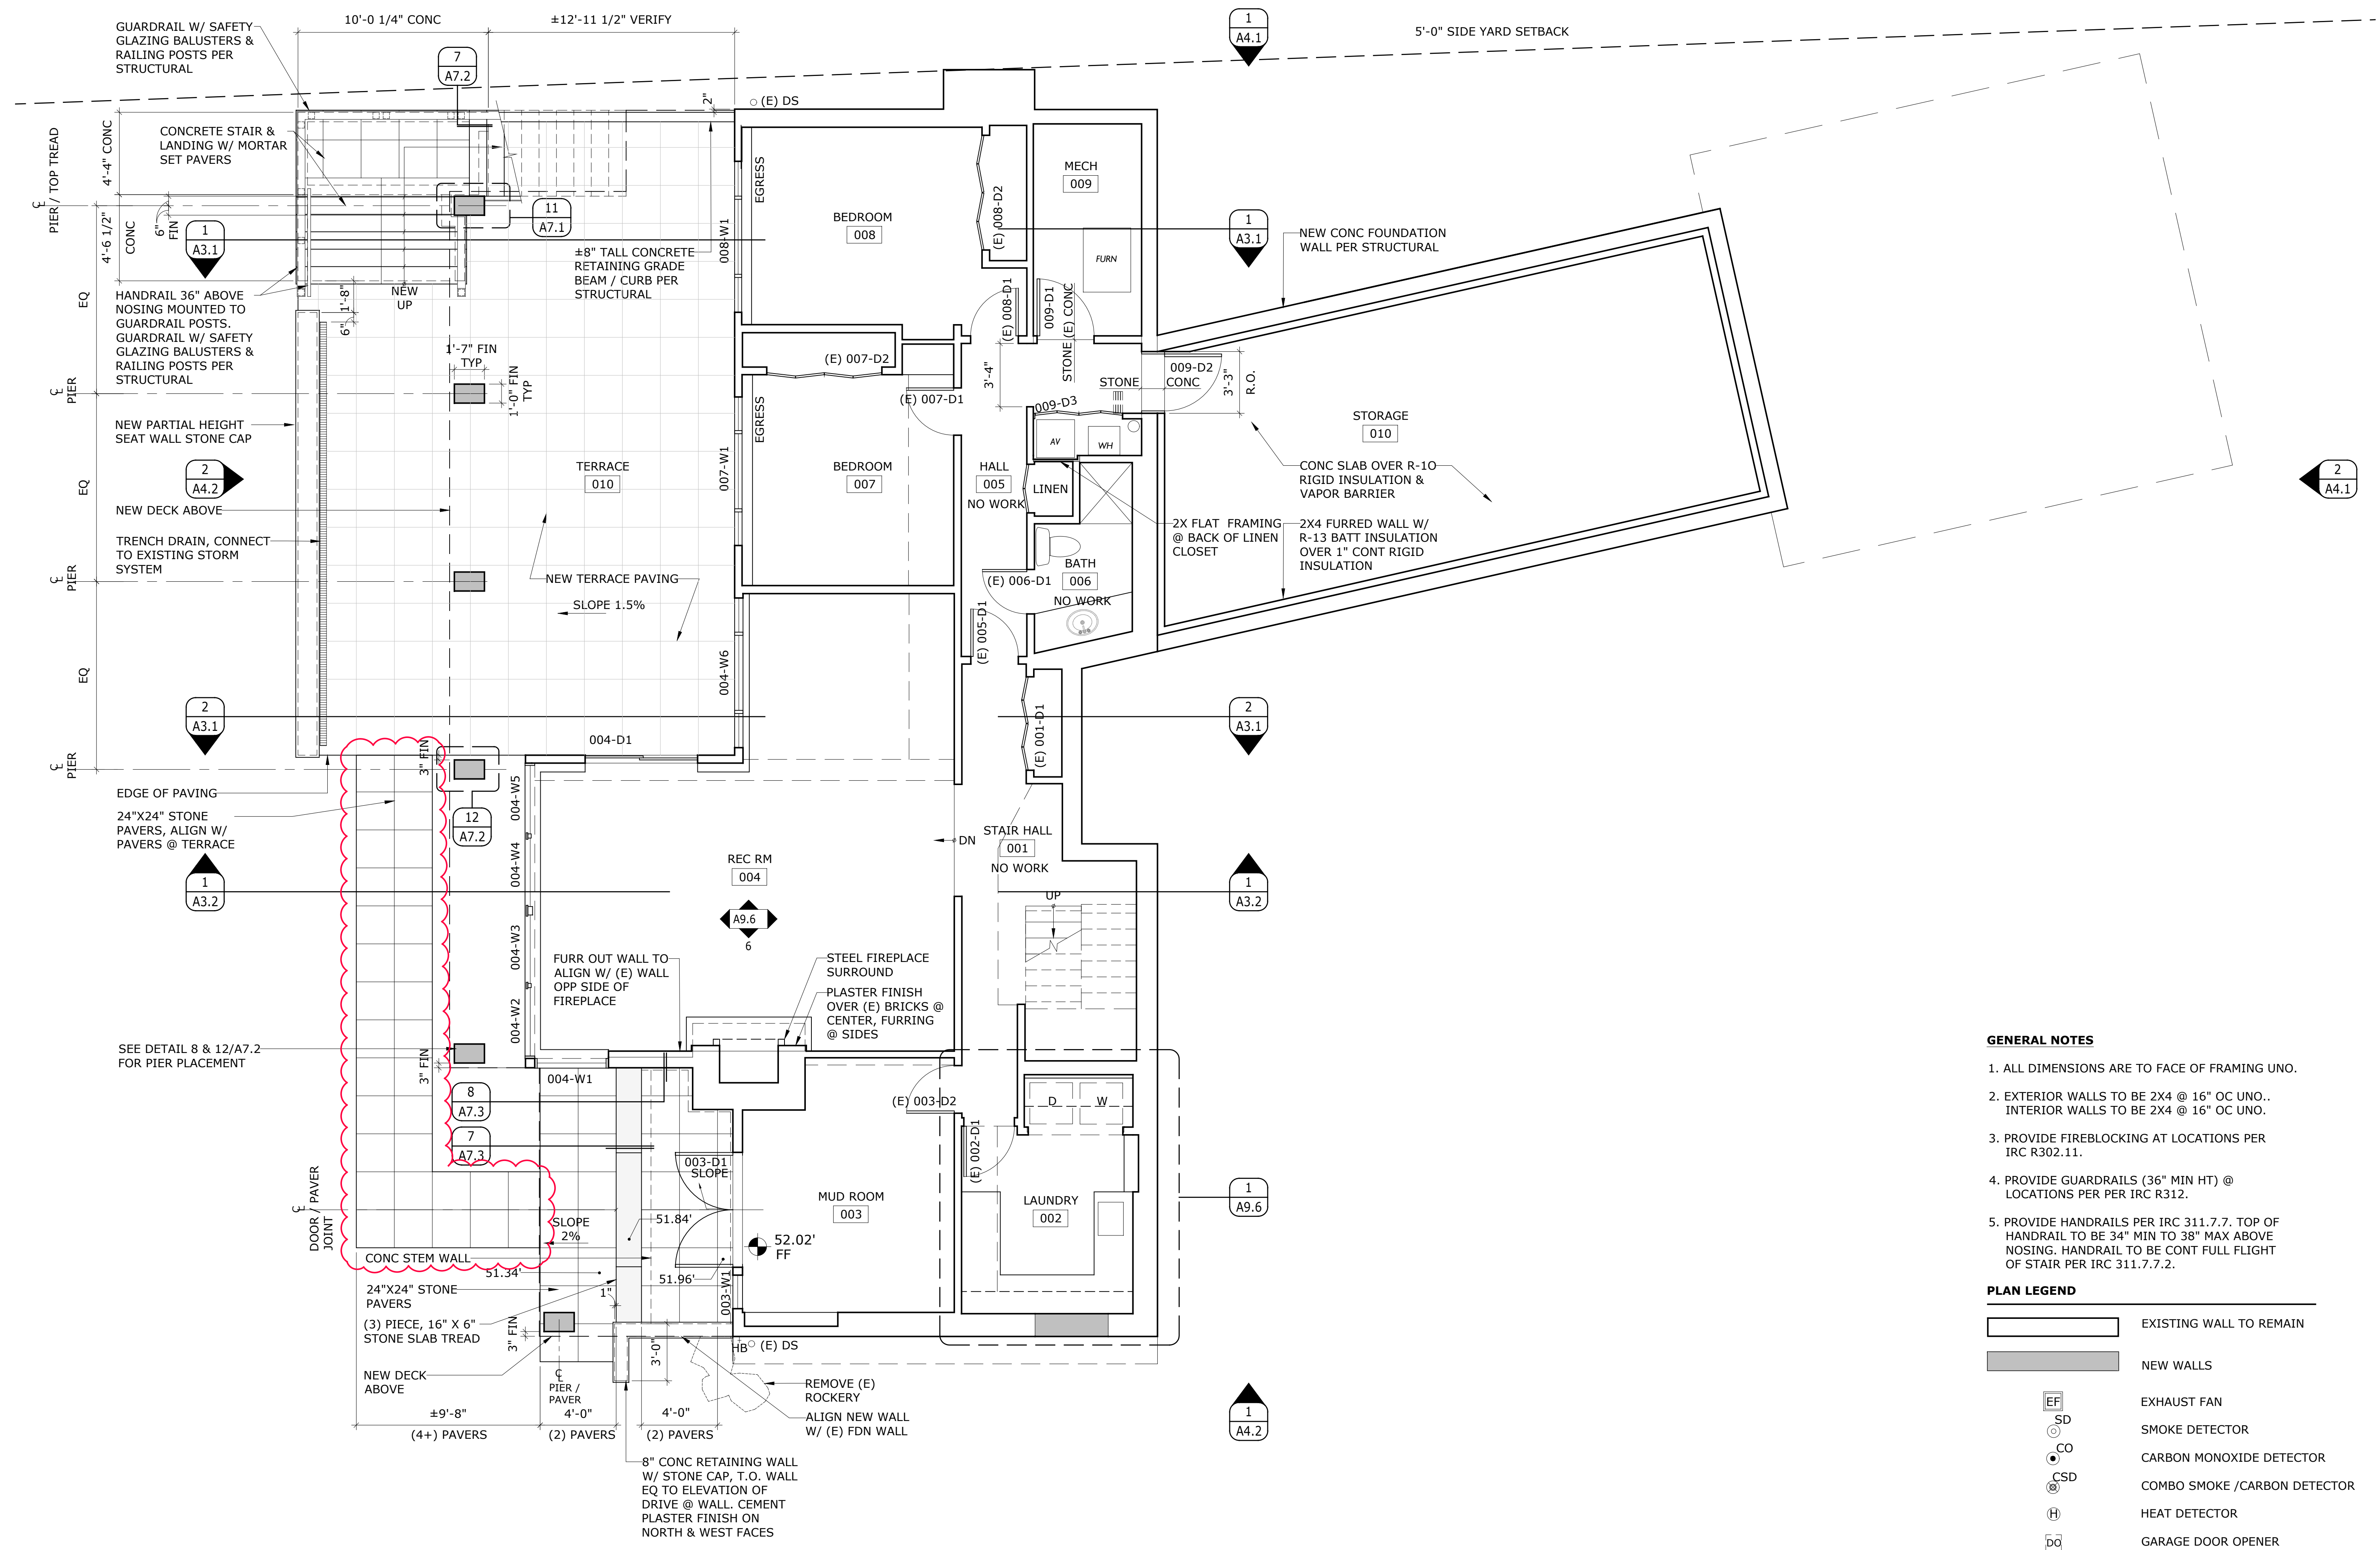 10'-0 1/4" CONC
±12'-11 1/2" VERIFY
5'-0" SIDE YARD SETBACK
1
A4.1
GUARDRAIL W/ SAFETY
GLAZING BALUSTERS &
RAILING POSTS PER
STRUCTURAL
7
A7.2
2"
(E) DS
PIER / TOP TREAD
4'-4" CONC
CONCRETE STAIR &
LANDING W/ MORTAR
SET PAVERS
4'-6 1/2"
CONC
6"
FIN
1
A3.1
11
A7.1
±8" TALL CONCRETE
RETAINING GRADE
BEAM / CURB PER
STRUCTURAL
EGRESS
008-W1
BEDROOM
008
(E) 008-D2
MECH
009
FURN
1
A3.1
NEW CONC FOUNDATION
WALL PER STRUCTURAL
HANDRAIL 36" ABOVE
NOSING MOUNTED TO
GUARDRAIL POSTS.
GUARDRAIL W/ SAFETY
GLAZING BALUSTERS &
RAILING POSTS PER
STRUCTURAL
EQ
1'-8"
6"
NEW
UP
1'-7" FIN
TYP
1'-0" FIN
TYP
PIER
(E) 008-D1
009-D1
STONE (E) CONC
(E) 007-D2
(E) 007-D1
3'-4"
STONE
CONC
009-D2
3'-3"
R.O.
009-D3
AV
WH
STORAGE
010
NEW PARTIAL HEIGHT
SEAT WALL STONE CAP
EGRESS
007-W1
2
A4.2
TERRACE
010
BEDROOM
007
HALL
005
NO WORK
LINEN
CONC SLAB OVER R-10
RIGID INSULATION &
VAPOR BARRIER
2
A4.1
EQ
NEW DECK ABOVE
TRENCH DRAIN, CONNECT
TO EXISTING STORM
SYSTEM
2X FLAT FRAMING
@ BACK OF LINEN
CLOSET
2X4 FURRED WALL W/
R-13 BATT INSULATION
OVER 1" CONT RIGID
INSULATION
PIER
NEW TERRACE PAVING
SLOPE 1.5%
(E) 006-D1
BATH
006
NO WORK
(E) 005-D1
EQ
004-W6
2
A3.1
2
A3.1
(E) 001-D1
PIER
3" FIN
004-D1
EDGE OF PAVING
24"X24" STONE
PAVERS, ALIGN W/
PAVERS @ TERRACE
12
A7.2
004-W5
004-W4
004-W3
004-W2
DN
STAIR HALL
001
NO WORK
REC RM
004
1
A3.2
1
A3.2
UP
A9.6
6
FURR OUT WALL TO
ALIGN W/ (E) WALL
OPP SIDE OF
FIREPLACE
STEEL FIREPLACE
SURROUND
PLASTER FINISH
OVER (E) BRICKS @
CENTER, FURRING
@ SIDES
SEE DETAIL 8 & 12/A7.2
FOR PIER PLACEMENT
3" FIN
004-W1
8
A7.3
7
A7.3
(E) 003-D2
D
W
(E) 002-D1
003-D1
SLOPE
DOOR / PAVER
JOINT
SLOPE
2%
51.84'
MUD ROOM
003
52.02'
FF
LAUNDRY
002
1
A9.6
CONC STEM WALL
51.34'
51.96'
24"X24" STONE
PAVERS
1"
003-W1
(3) PIECE, 16" X 6"
STONE SLAB TREAD
3" FIN
3'-0"
HB
(E) DS
NEW DECK
ABOVE
PIER /
PAVER
REMOVE (E)
ROCKERY
ALIGN NEW WALL
W/ (E) FDN WALL
1
A4.2
±9'-8"
(4+) PAVERS
4'-0"
(2) PAVERS
4'-0"
(2) PAVERS
8" CONC RETAINING WALL
W/ STONE CAP, T.O. WALL
EQ TO ELEVATION OF
DRIVE @ WALL. CEMENT
PLASTER FINISH ON
NORTH & WEST FACES
GENERAL NOTES
1. ALL DIMENSIONS ARE TO FACE OF FRAMING UNO.
2. EXTERIOR WALLS TO BE 2X4 @ 16" OC UNO..
INTERIOR WALLS TO BE 2X4 @ 16" OC UNO.
3. PROVIDE FIREBLOCKING AT LOCATIONS PER
IRC R302.11.
4. PROVIDE GUARDRAILS (36" MIN HT) @
LOCATIONS PER PER IRC R312.
5. PROVIDE HANDRAILS PER IRC 311.7.7. TOP OF
HANDRAIL TO BE 34" MIN TO 38" MAX ABOVE
NOSING. HANDRAIL TO BE CONT FULL FLIGHT
OF STAIR PER IRC 311.7.7.2.
PLAN LEGEND
EXISTING WALL TO REMAIN
NEW WALLS
EF
EXHAUST FAN
SD
SMOKE DETECTOR
CO
CARBON MONOXIDE DETECTOR
CSD
COMBO SMOKE /CARBON DETECTOR
H
HEAT DETECTOR
DO
GARAGE DOOR OPENER